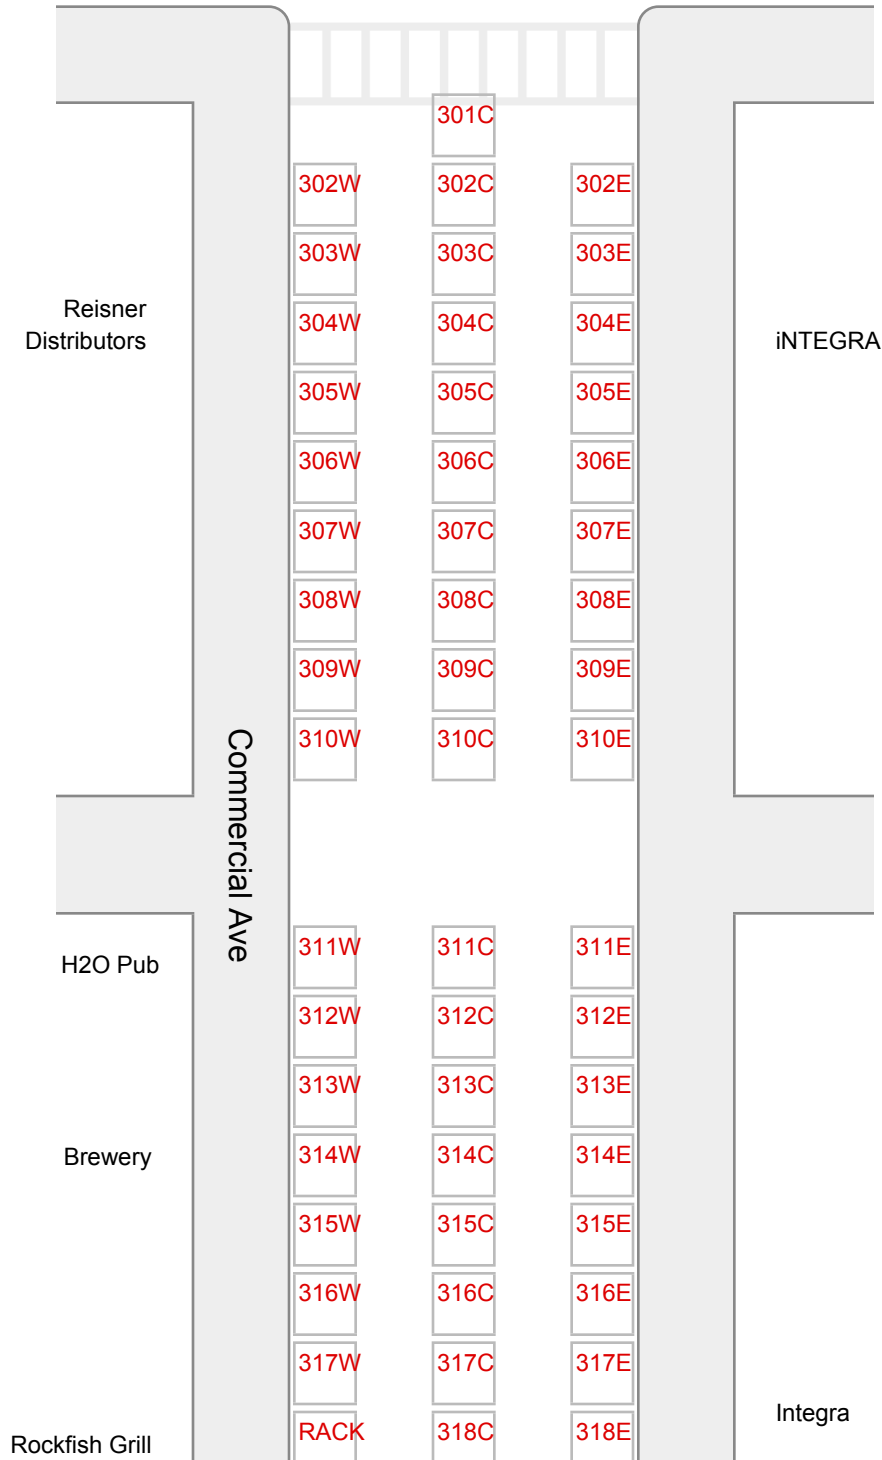 301C
302W 302C 302E
303W 303C 303E
Reisner
Distributors
304W 304C 304E
iNTEGRA
305W 305C 305E
306W 306C 306E
307W 307C 307E
308W 308C 308E
309W 309C 309E
310W 310C 310E
Commercial Ave
H2O Pub
311W 311C 311E
312W 312C 312E
313W 313C 313E
Brewery
314W 314C 314E
315W 315C 315E
316W 316C 316E
317W 317C 317E
Integra
Rockfish Grill
RACK 318C 318E